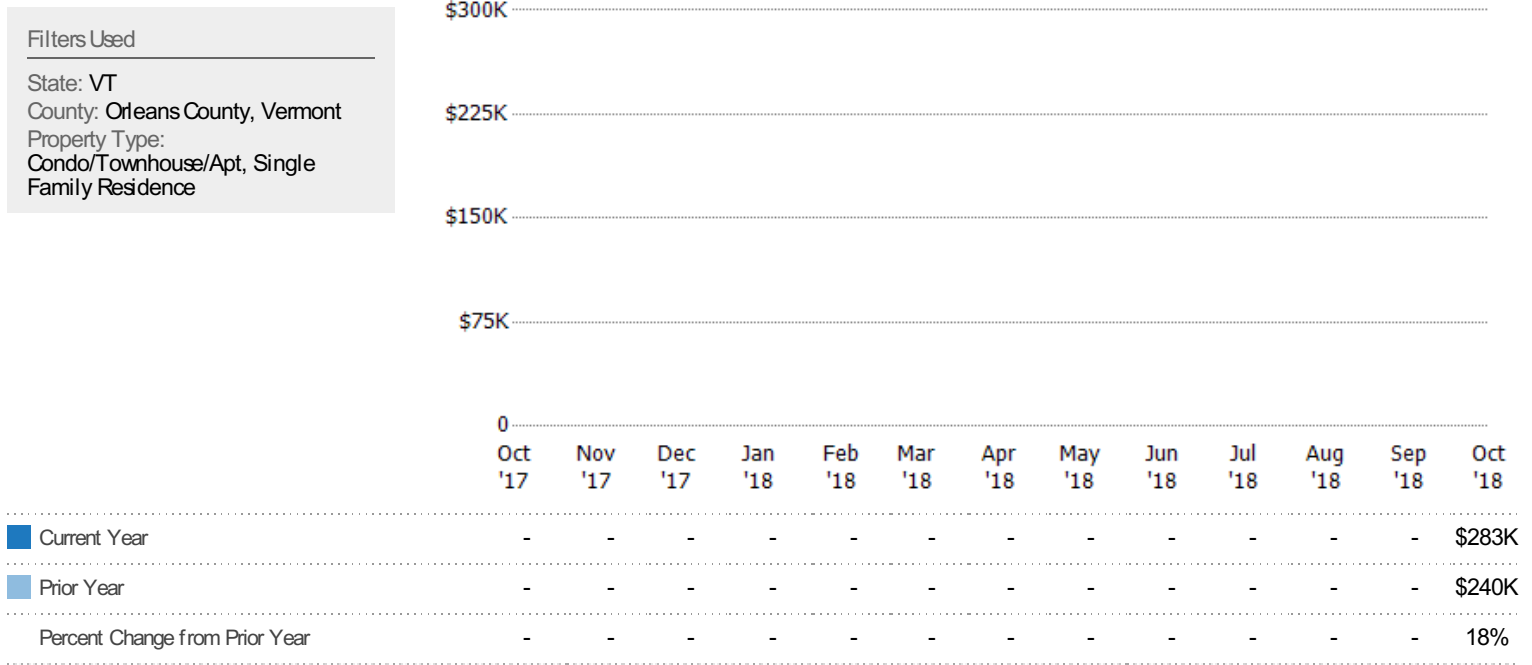 Filters Used
State: VT
County: Orleans County, Vermont
Property Type:
Condo/Townhouse/Apt, Single
Family Residence
$300K
$225K
$150K
$75K
0
Oct Nov Dec Jan Feb Mar Apr May Jun Jul Aug Sep Oct
'17 '17 '17 '18 '18 '18 '18 '18 '18 '18 '18 '18 '18
Current Year - - - - - - - - - - - - $283K
Prior Year - - - - - - - - - - - - $240K
Percent Change from Prior Year - - - - - - - - - - - - 18%